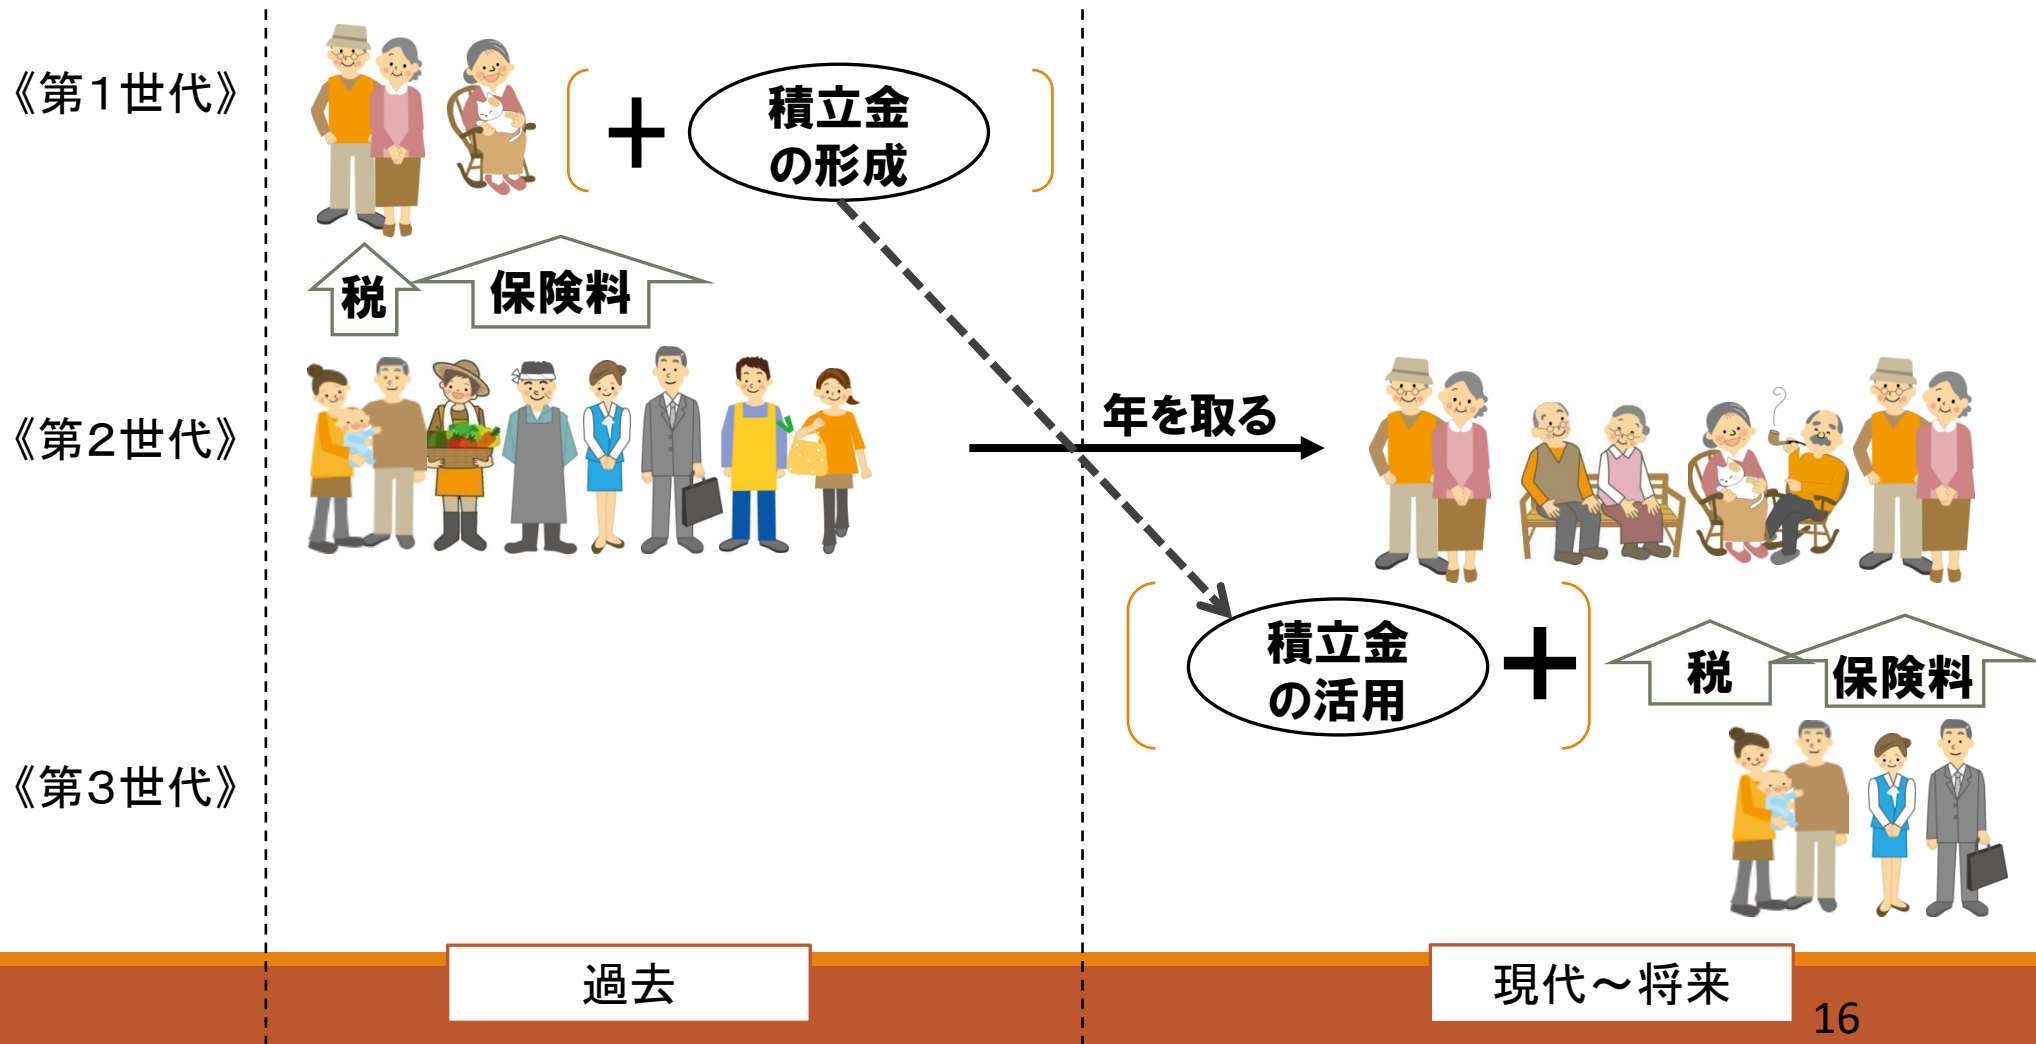 《第1世代》
積立金
の形成
税
保険料
《第2世代》
年を取る
積立金
の活用
税
保険料
《第3世代》
過去
現代～将来
16